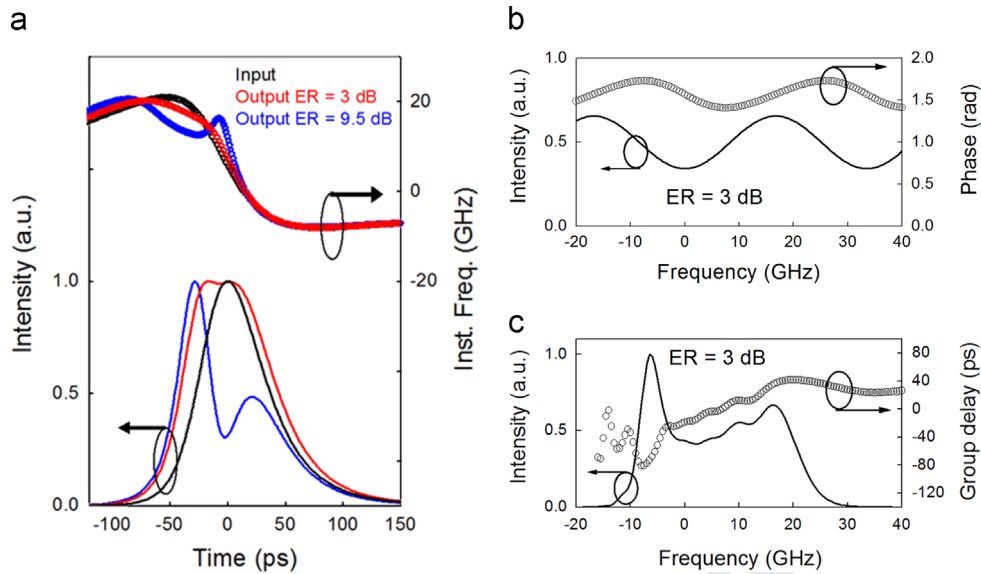 a
Input
Output ER = 3 dB
Output ER = 9.5 dB
20
0
-20
Inst. Freq. (GHz)
1.0
0.5
0.0
Intensity (a.u.)
-100 -50 0 50 100 150
Time (ps)
b
1.0
0.5
0.0
Intensity (a.u.)
2.0
1.5
1.0
0.5
0.0
Phase (rad)
ER = 3 dB
-20 -10 0 10 20 30 40
Frequency (GHz)
c
1.0
0.5
0.0
Intensity (a.u.)
ER = 3 dB
80
40
0
-40
-80
-120
Group delay (ps)
-20 -10 0 10 20 30 40
Frequency (GHz)